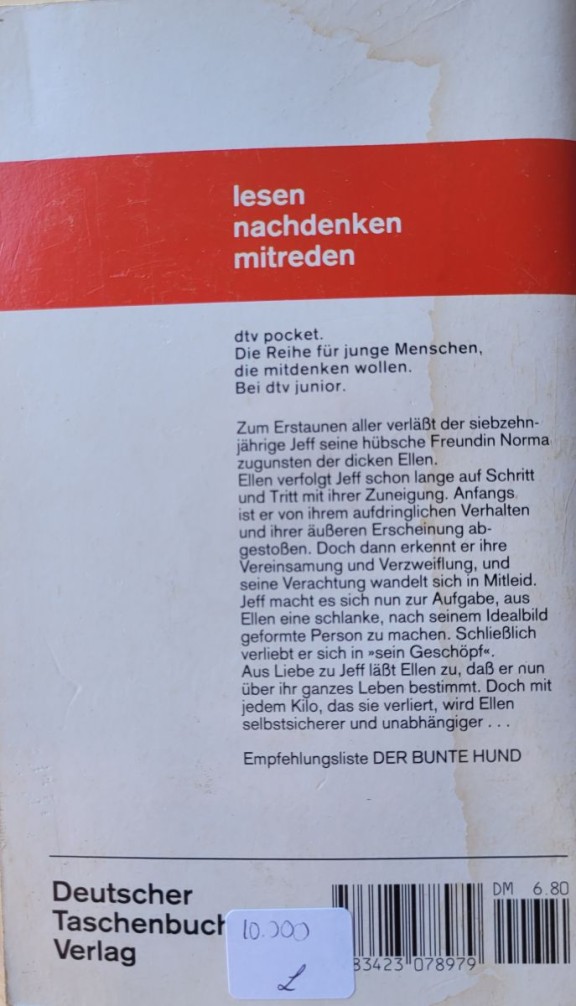 lesen
nachdenken
mitreden
dtv pocket.
Die Reihe für junge Menschen,
die mitdenken wollen.
Bei dtv junior.
Zum Erstaunen aller verläßt der siebzehn-
jährige Jeff seine hübsche Freundin Norma
zugunsten der dicken Ellen.
Ellen verfolgt Jeff schon lange auf Schritt
und Tritt mit ihrer Zuneigung. Anfangs
ist er von ihrem aufdringlichen Verhalten
und ihrer äußeren Erscheinung ab-
gestoßen. Doch dann erkennt er ihre
Vereinsamung und Verzweiflung, und
seine Verachtung wandelt sich in Mitleid.
Jeff macht es sich nun zur Aufgabe, aus
Ellen eine schlanke, nach seinem Idealbild
geformte Person zu machen. Schließlich
verliebt er sich in »sein Geschöpf«.
Aus Liebe zu Jeff läßt Ellen zu, daß er nun
über ihr ganzes Leben bestimmt. Doch mit
jedem Kilo, das sie verliert, wird Ellen
selbstsicherer und unabhängiger . . .
Empfehlungsliste DER BUNTE HUND
Deutscher
Taschenbuch
Verlag
DM 6.80
10.000
83423 078979